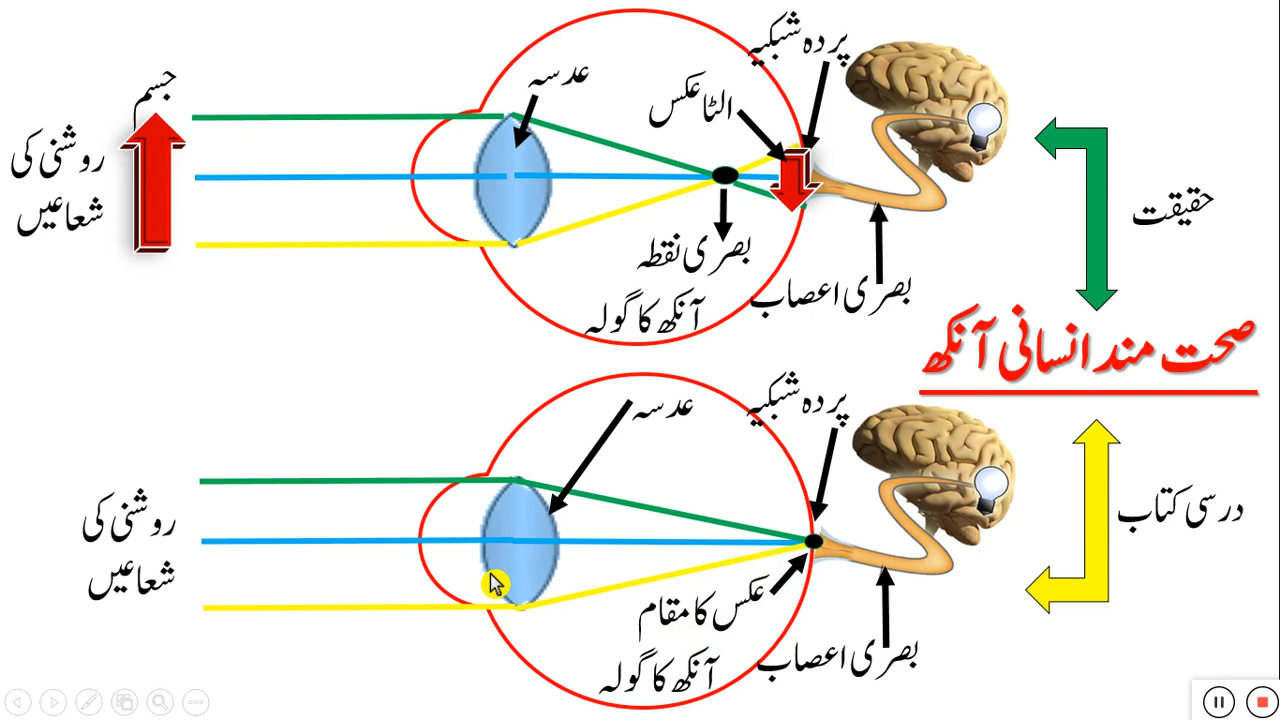 پردہ شبکیہ
عدسہ
جسم
الٹا عکس
روشنی کی
شعاعیں
حقیقت
بصری نقطہ
بصری اعصاب
آنکھ کا گولہ
صحت مند انسانی آنکھ
پردہ شبکیہ
عدسہ
روشنی کی
شعاعیں
درسی کتاب
عکس کا مقام
بصری اعصاب
آنکھ کا گولہ